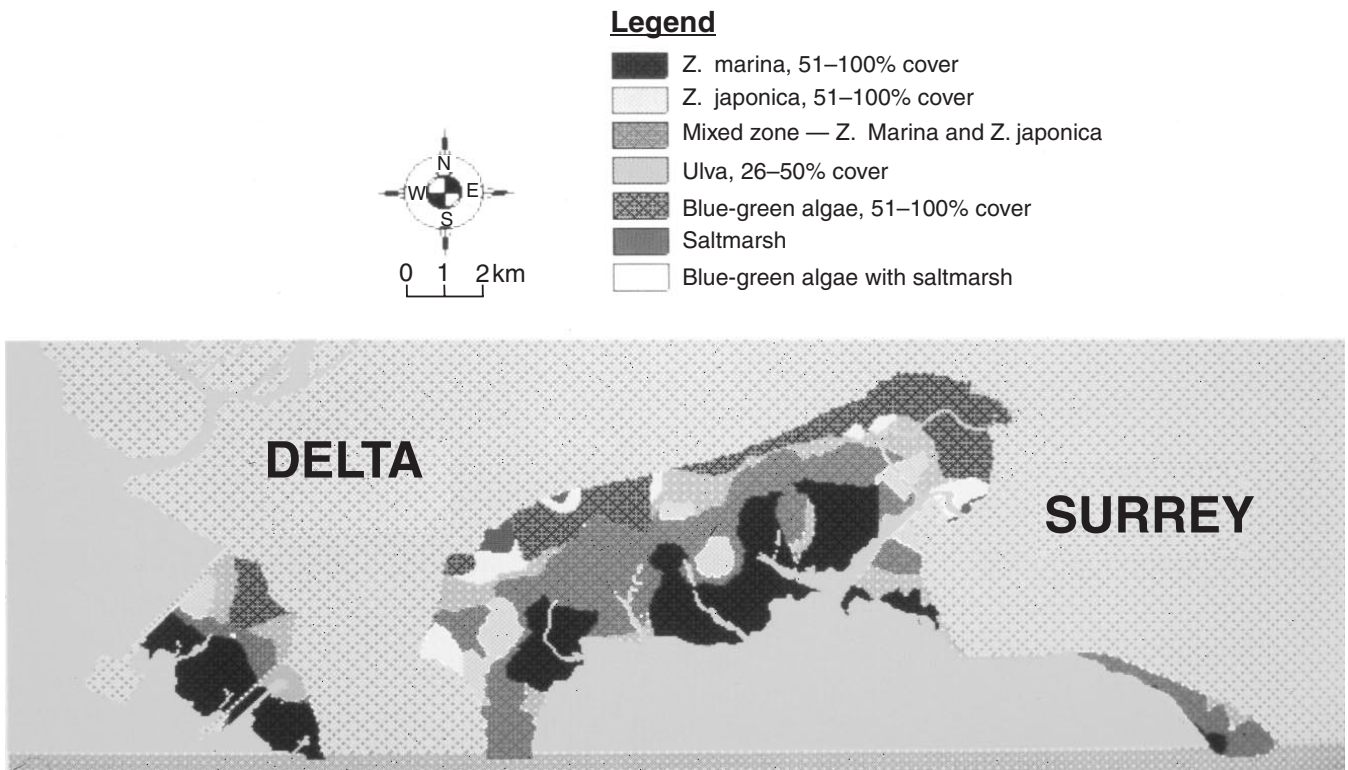 Legend
Z. marina, 51–100% cover
Z. japonica, 51–100% cover
Mixed zone — Z. Marina and Z. japonica
Ulva, 26–50% cover
Blue-green algae, 51–100% cover
Saltmarsh
Blue-green algae with saltmarsh
N
W E
S
0 1 2 km
DELTA
SURREY